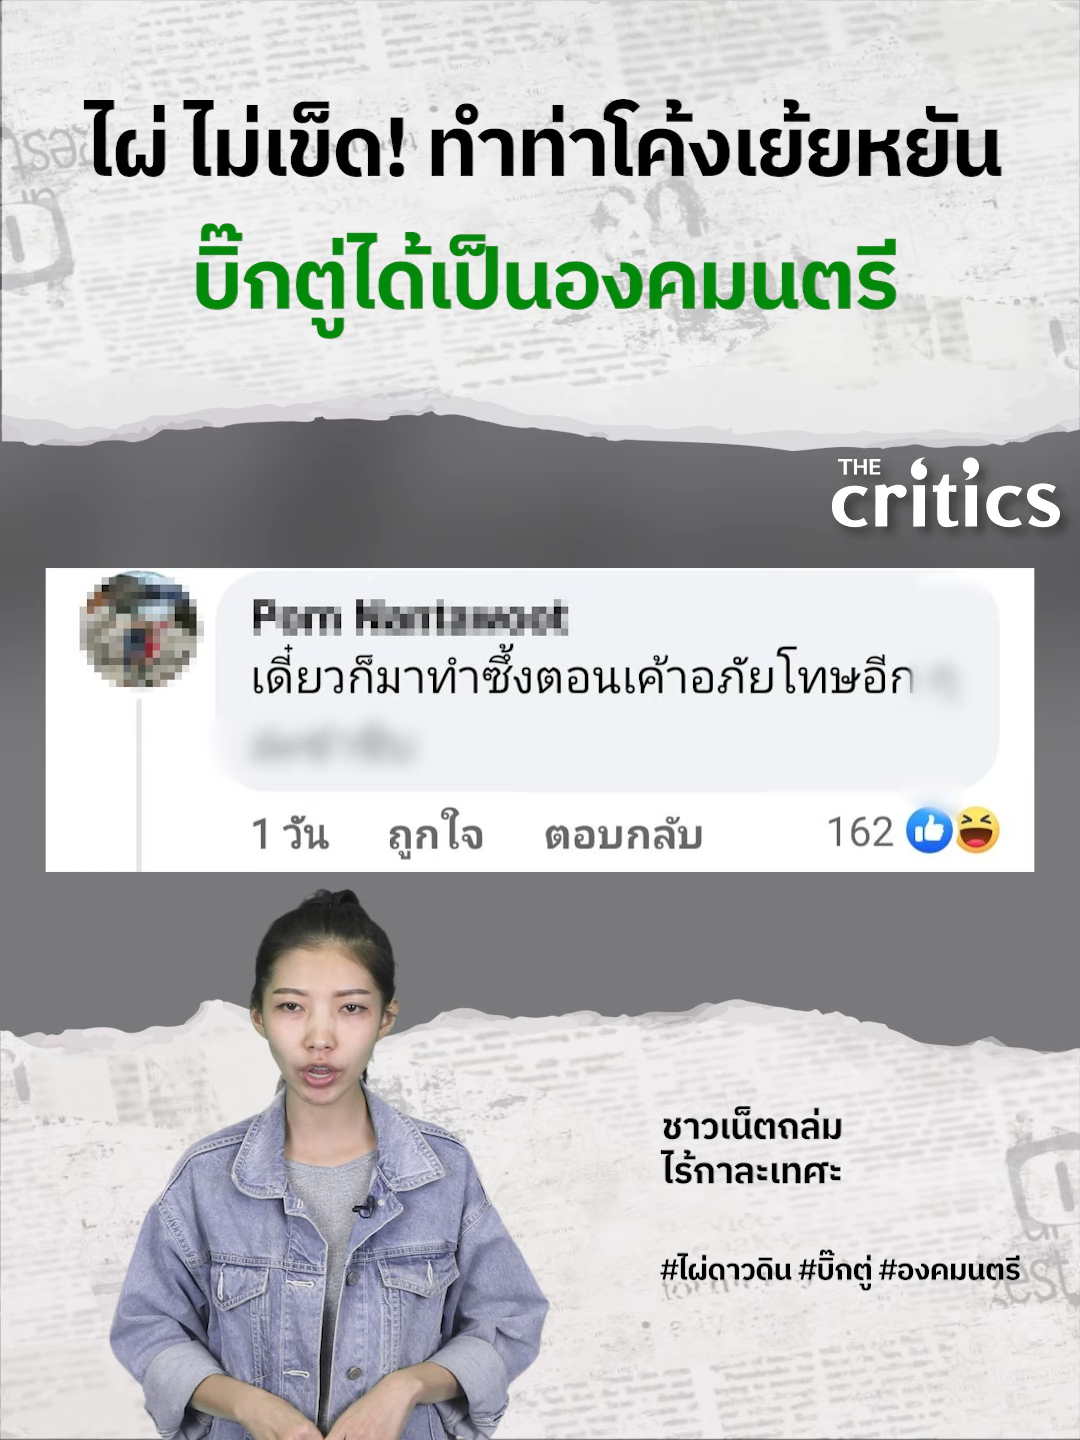 ไผ่ ไม่เข็ด! ทำท่าโค้งเย้ยหยัน
บิ๊กตู่ได้เป็นองคมนตรี
THE
critics
เดี๋ยวก็มาทำซึ้งตอนเค้าอภัยโทษอีก
1 วัน ถูกใจ ตอบกลับ 162
ชาวเน็ตถล่ม
ไร้กาละเทศะ
#ไผ่ดาวดิน #บิ๊กตู่ #องคมนตรี